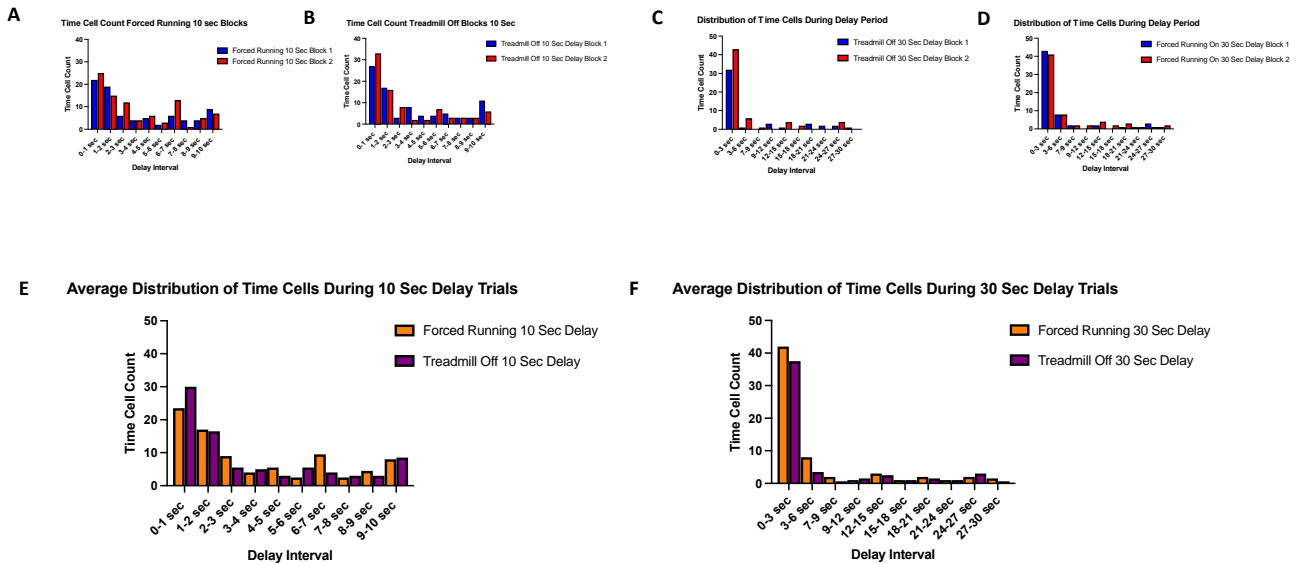 A
Time Cell Count Forced Running 10 sec Blocks
Time Cell Count
40
30
20
10
0
0-1 sec
1-2 sec
2-3 sec
3-4 sec
4-5 sec
5-6 sec
6-7 sec
7-8 sec
8-9 sec
9-10 sec
Delay Interval
Forced Running 10 Sec Block 1
Forced Running 10 Sec Block 2
B
Time Cell Count Treadmill Off Blocks 10 Sec
Time Cell Count
40
30
20
10
0
0-1 sec
1-2 sec
2-3 sec
3-4 sec
4-5 sec
5-6 sec
6-7 sec
7-8 sec
8-9 sec
9-10 sec
Delay Interval
Treadmill Off 10 Sec Delay Block 1
Treadmill Off 10 Sec Delay Block 2
C
Distribution of Time Cells During Delay Period
Time Cell Count
50
40
30
20
10
0
0-3 sec
3-6 sec
7-9 sec
9-12 sec
12-15 sec
15-18 sec
18-21 sec
21-24 sec
24-27 sec
27-30 sec
Delay Interval
Treadmill Off 30 Sec Delay Block 1
Treadmill Off 30 Sec Delay Block 2
D
Distribution of Time Cells During Delay Period
Time Cell Count
50
40
30
20
10
0
0-3 sec
3-6 sec
7-9 sec
9-12 sec
12-15 sec
15-18 sec
18-21 sec
21-24 sec
24-27 sec
27-30 sec
Delay Interval
Forced Running On 30 Sec Delay Block 1
Forced Running On 30 Sec Delay Block 2
E
Average Distribution of Time Cells During 10 Sec Delay Trials
Time Cell Count
50
40
30
20
10
0
0-1 sec
1-2 sec
2-3 sec
3-4 sec
4-5 sec
5-6 sec
6-7 sec
7-8 sec
8-9 sec
9-10 sec
Delay Interval
Forced Running 10 Sec Delay
Treadmill Off 10 Sec Delay
F
Average Distribution of Time Cells During 30 Sec Delay Trials
Time Cell Count
50
40
30
20
10
0
0-3 sec
3-6 sec
7-9 sec
9-12 sec
12-15 sec
15-18 sec
18-21 sec
21-24 sec
24-27 sec
27-30 sec
Delay Interval
Forced Running 30 Sec Delay
Treadmill Off 30 Sec Delay